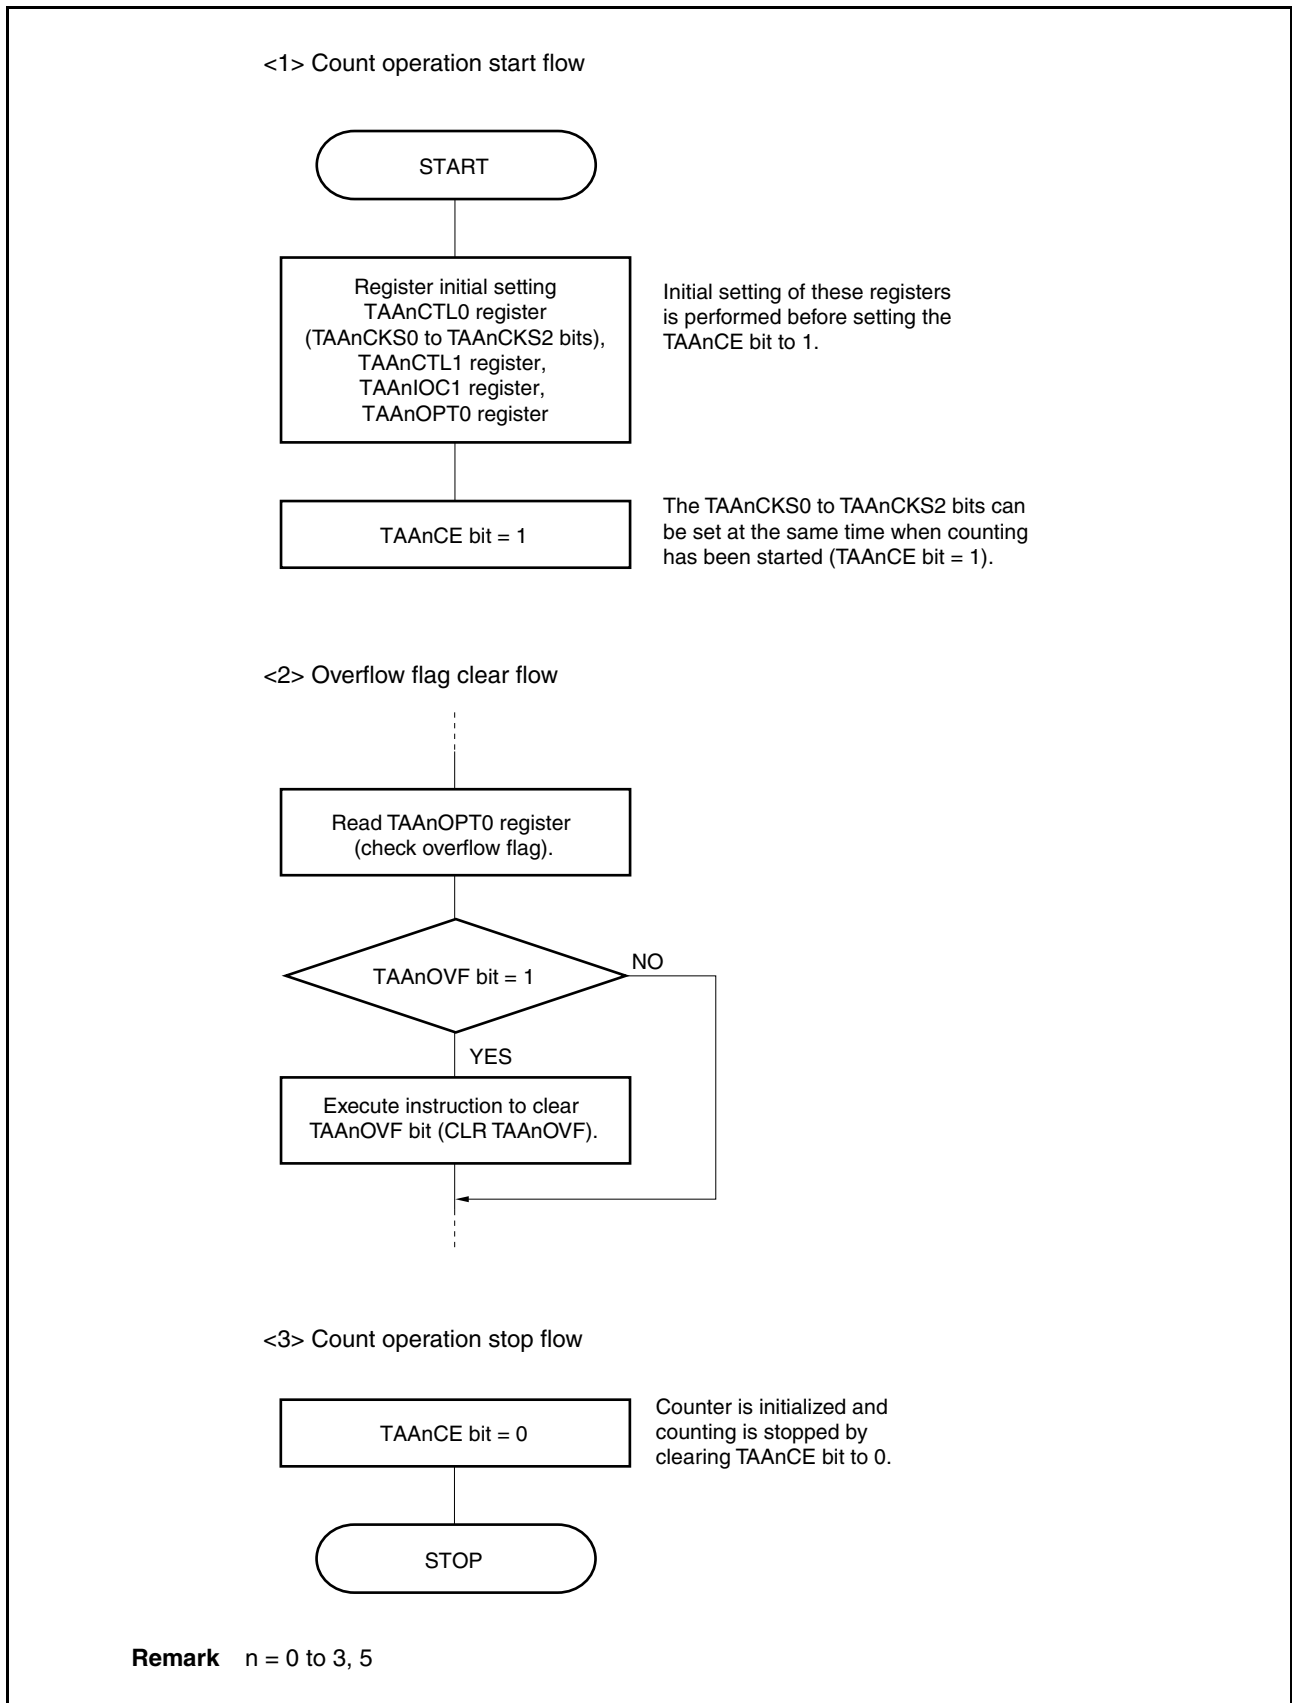 <1> Count operation start flow
START
Register initial setting
TAAnCTL0 register
(TAAnCKS0 to TAAnCKS2 bits),
TAAnCTL1 register,
TAAnIOC1 register,
TAAnOPT0 register
Initial setting of these registers
is performed before setting the
TAAnCE bit to 1.
TAAnCE bit = 1
The TAAnCKS0 to TAAnCKS2 bits can
be set at the same time when counting
has been started (TAAnCE bit = 1).
<2> Overflow flag clear flow
Read TAAnOPT0 register
(check overflow flag).
TAAnOVF bit = 1
NO
YES
Execute instruction to clear
TAAnOVF bit (CLR TAAnOVF).
<3> Count operation stop flow
TAAnCE bit = 0
Counter is initialized and
counting is stopped by
clearing TAAnCE bit to 0.
STOP
Remark n = 0 to 3, 5